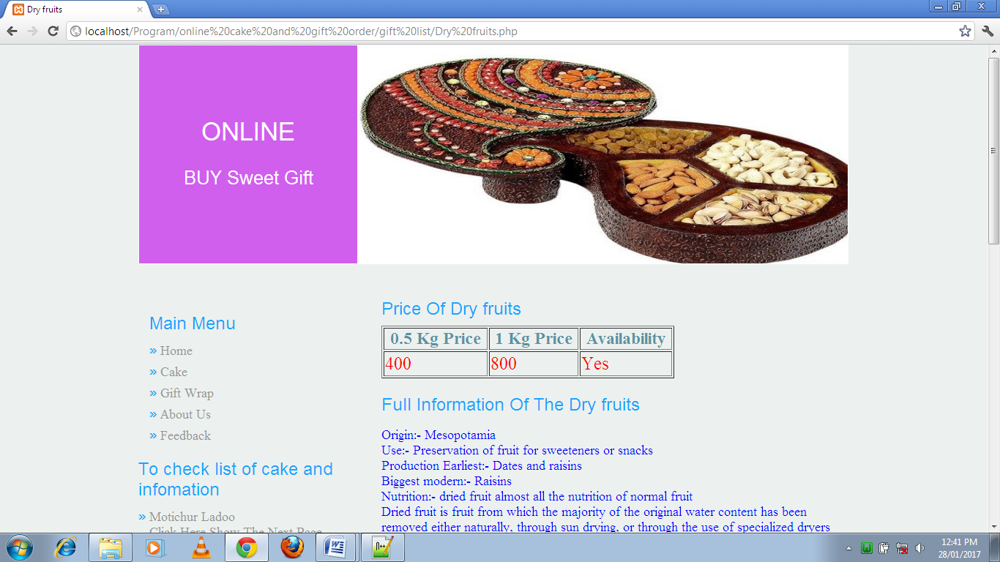 Dry fruits
localhost/Program/online%20cake%20and%20gift%20order/gift%20list/Dry%20fruits.php
ONLINE
BUY Sweet Gift
Main Menu
» Home
» Cake
» Gift Wrap
» About Us
» Feedback
To check list of cake and
infomation
» Motichur Ladoo
Click Here Show The Next Page
Price Of Dry fruits
0.5 Kg Price 1 Kg Price Availability
400 800 Yes
Full Information Of The Dry fruits
Origin:- Mesopotamia
Use:- Preservation of fruit for sweeteners or snacks
Production Earliest:- Dates and raisins
Biggest modern:- Raisins
Nutrition:- dried fruit almost all the nutrition of normal fruit
Dried fruit is fruit from which the majority of the original water content has been
removed either naturally, through sun drying, or through the use of specialized dryers
12:41 PM
28/01/2017